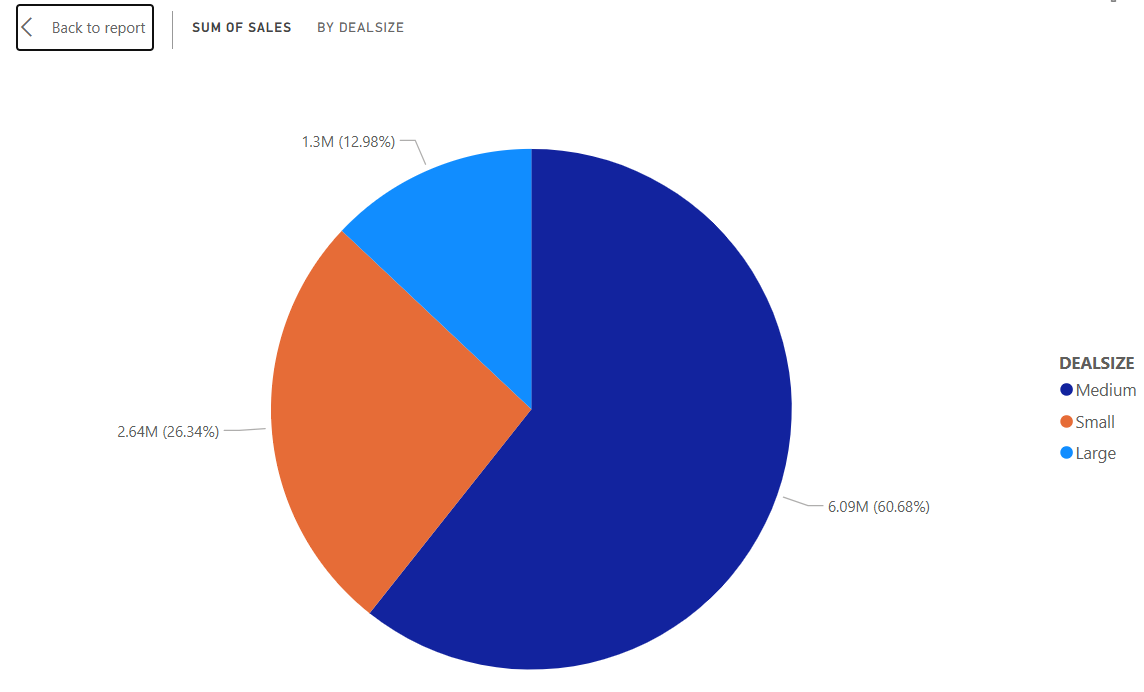 Back to report
SUM OF SALES BY DEALSIZE
1.3M (12.98%)
2.64M (26.34%)
6.09M (60.68%)
DEALSIZE
Medium
Small
Large